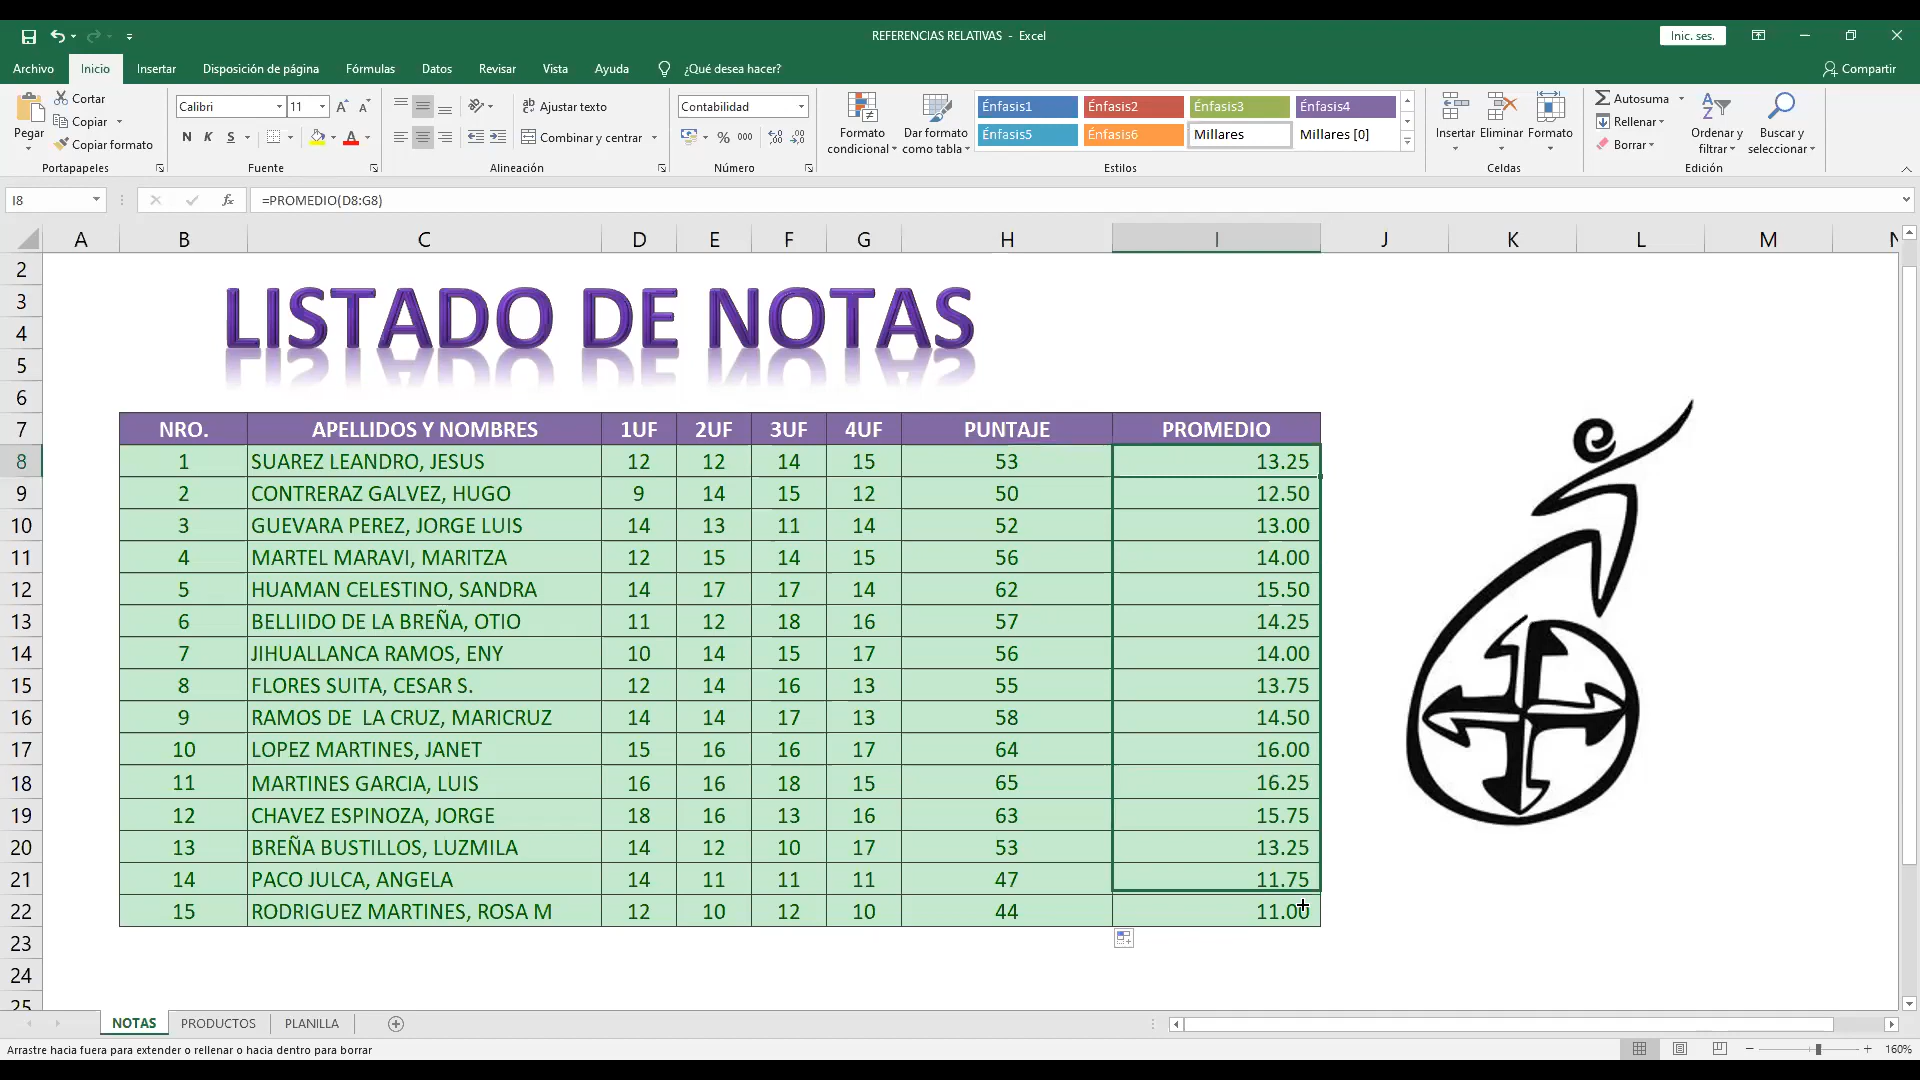 REFERENCIAS RELATIVAS - Excel
Inic. ses.
Archivo Inicio Insertar Disposición de página Fórmulas Datos Revisar Vista Ayuda ¿Qué desea hacer? Compartir
Pegar
Cortar
Copiar
Copiar formato
Portapapeles
Calibri 11
N K S
A
Fuente
Ajustar texto
Combinar y centrar
Alineación
Contabilidad
% 000
Número
Formato condicional
Dar formato como tabla
Énfasis1 Énfasis2 Énfasis3 Énfasis4
Énfasis5 Énfasis6 Millares Millares [0]
Estilos
Insertar Eliminar Formato
Celdas
Autosuma
Rellenar
Borrar
Ordenar y filtrar
Buscar y seleccionar
Edición
I8 fx =PROMEDIO(D8:G8)
A B C D E F G H I J K L M N
2
3
4
5
6
LISTADO DE NOTAS
7 NRO. APELLIDOS Y NOMBRES 1UF 2UF 3UF 4UF PUNTAJE PROMEDIO
8 1 SUAREZ LEANDRO, JESUS 12 12 14 15 53 13.25
9 2 CONTRERAZ GALVEZ, HUGO 9 14 15 12 50 12.50
10 3 GUEVARA PEREZ, JORGE LUIS 14 13 11 14 52 13.00
11 4 MARTEL MARAVI, MARITZA 12 15 14 15 56 14.00
12 5 HUAMAN CELESTINO, SANDRA 14 17 17 14 62 15.50
13 6 BELLIIDO DE LA BREÑA, OTIO 11 12 18 16 57 14.25
14 7 JIHUALLANCA RAMOS, ENY 10 14 15 17 56 14.00
15 8 FLORES SUITA, CESAR S. 12 14 16 13 55 13.75
16 9 RAMOS DE LA CRUZ, MARICRUZ 14 14 17 13 58 14.50
17 10 LOPEZ MARTINES, JANET 15 16 16 17 64 16.00
18 11 MARTINES GARCIA, LUIS 16 16 18 15 65 16.25
19 12 CHAVEZ ESPINOZA, JORGE 18 16 13 16 63 15.75
20 13 BREÑA BUSTILLOS, LUZMILA 14 12 10 17 53 13.25
21 14 PACO JULCA, ANGELA 14 11 11 11 47 11.75
22 15 RODRIGUEZ MARTINES, ROSA M 12 10 12 10 44 11.00
23
24
25
NOTAS PRODUCTOS PLANILLA
Arrastre hacia fuera para extender o rellenar o hacia dentro para borrar
160%